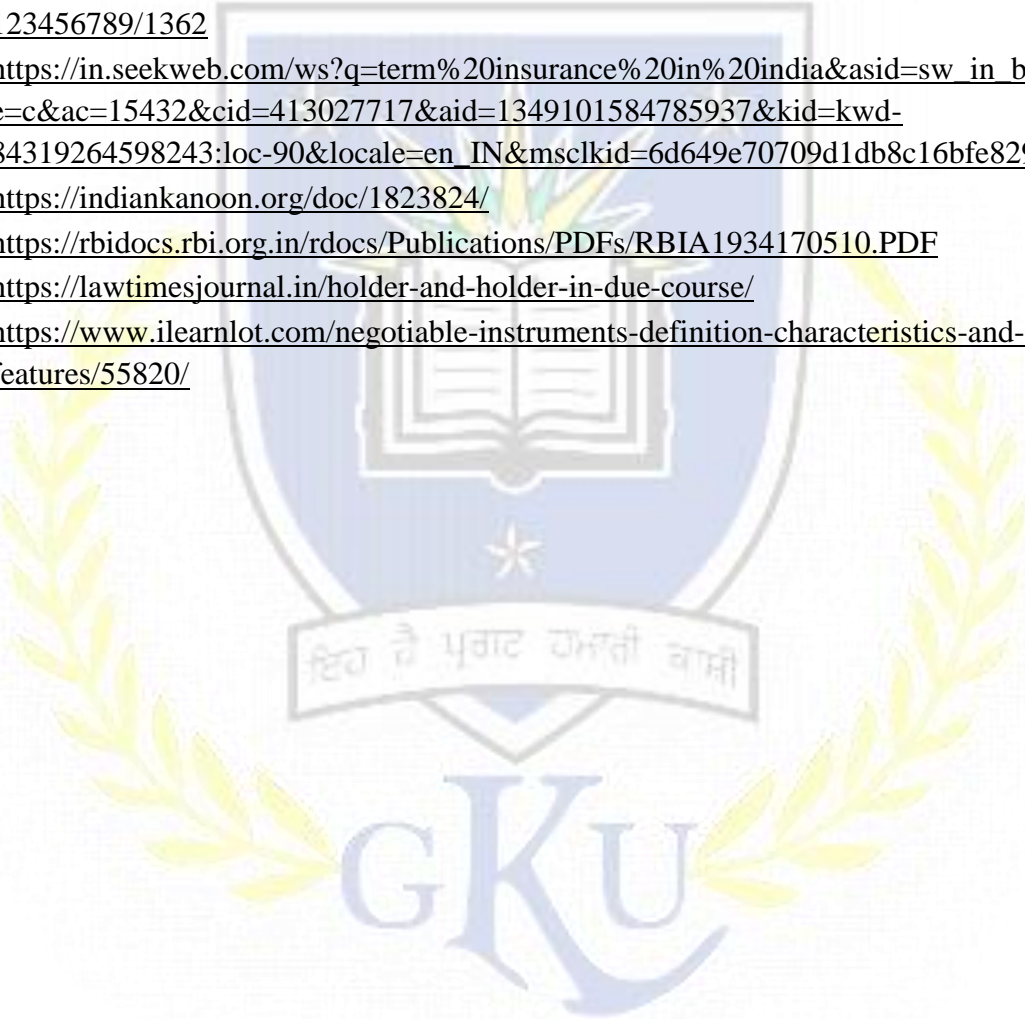 123456789/1362
https://in.seekweb.com/ws?q=term%20insurance%20in%20india&asid=sw_in_b
e=c&ac=15432&cid=413027717&aid=1349101584785937&kid=kwd-
84319264598243:loc-90&locale=en_IN&msclkid=6d649e70709d1db8c16bfe829
https://indiankanoon.org/doc/1823824/
https://rbidocs.rbi.org.in/rdocs/Publications/PDFs/RBIA1934170510.PDF
https://lawtimesjournal.in/holder-and-holder-in-due-course/
https://www.ilearnlot.com/negotiable-instruments-definition-characteristics-and-
features/55820/
ਇਹ ਹੈ ਪ੍ਰਗਟ ਹਮਾਰੀ ਕਾਸ਼ੀ
GKU